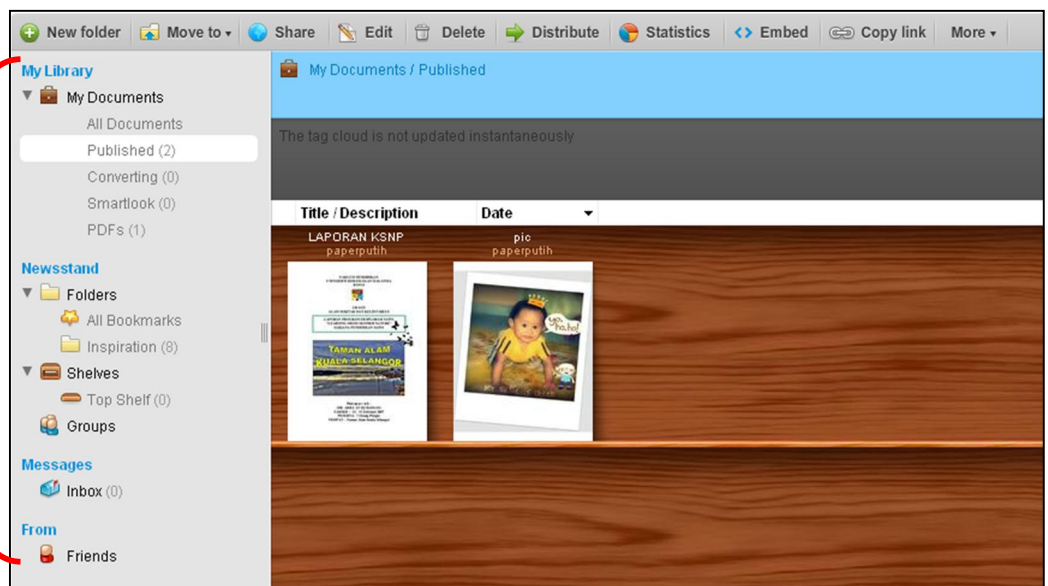 New folder Move to Share Edit Delete Distribute Statistics Embed Copy link More
My Library
My Documents
All Documents
Published (2)
Converting (0)
Smartlook (0)
PDFs (1)
Newsstand
Folders
All Bookmarks
Inspiration (8)
Shelves
Top Shelf (0)
Groups
Messages
Inbox (0)
From
Friends
My Documents / Published
The tag cloud is not updated instantaneously
Title / Description Date
LAPORAN KSNP
paperputih
TAMAN ALAM
KUALA SELANGOR
pic
paperputih
yo,
ho.ho!